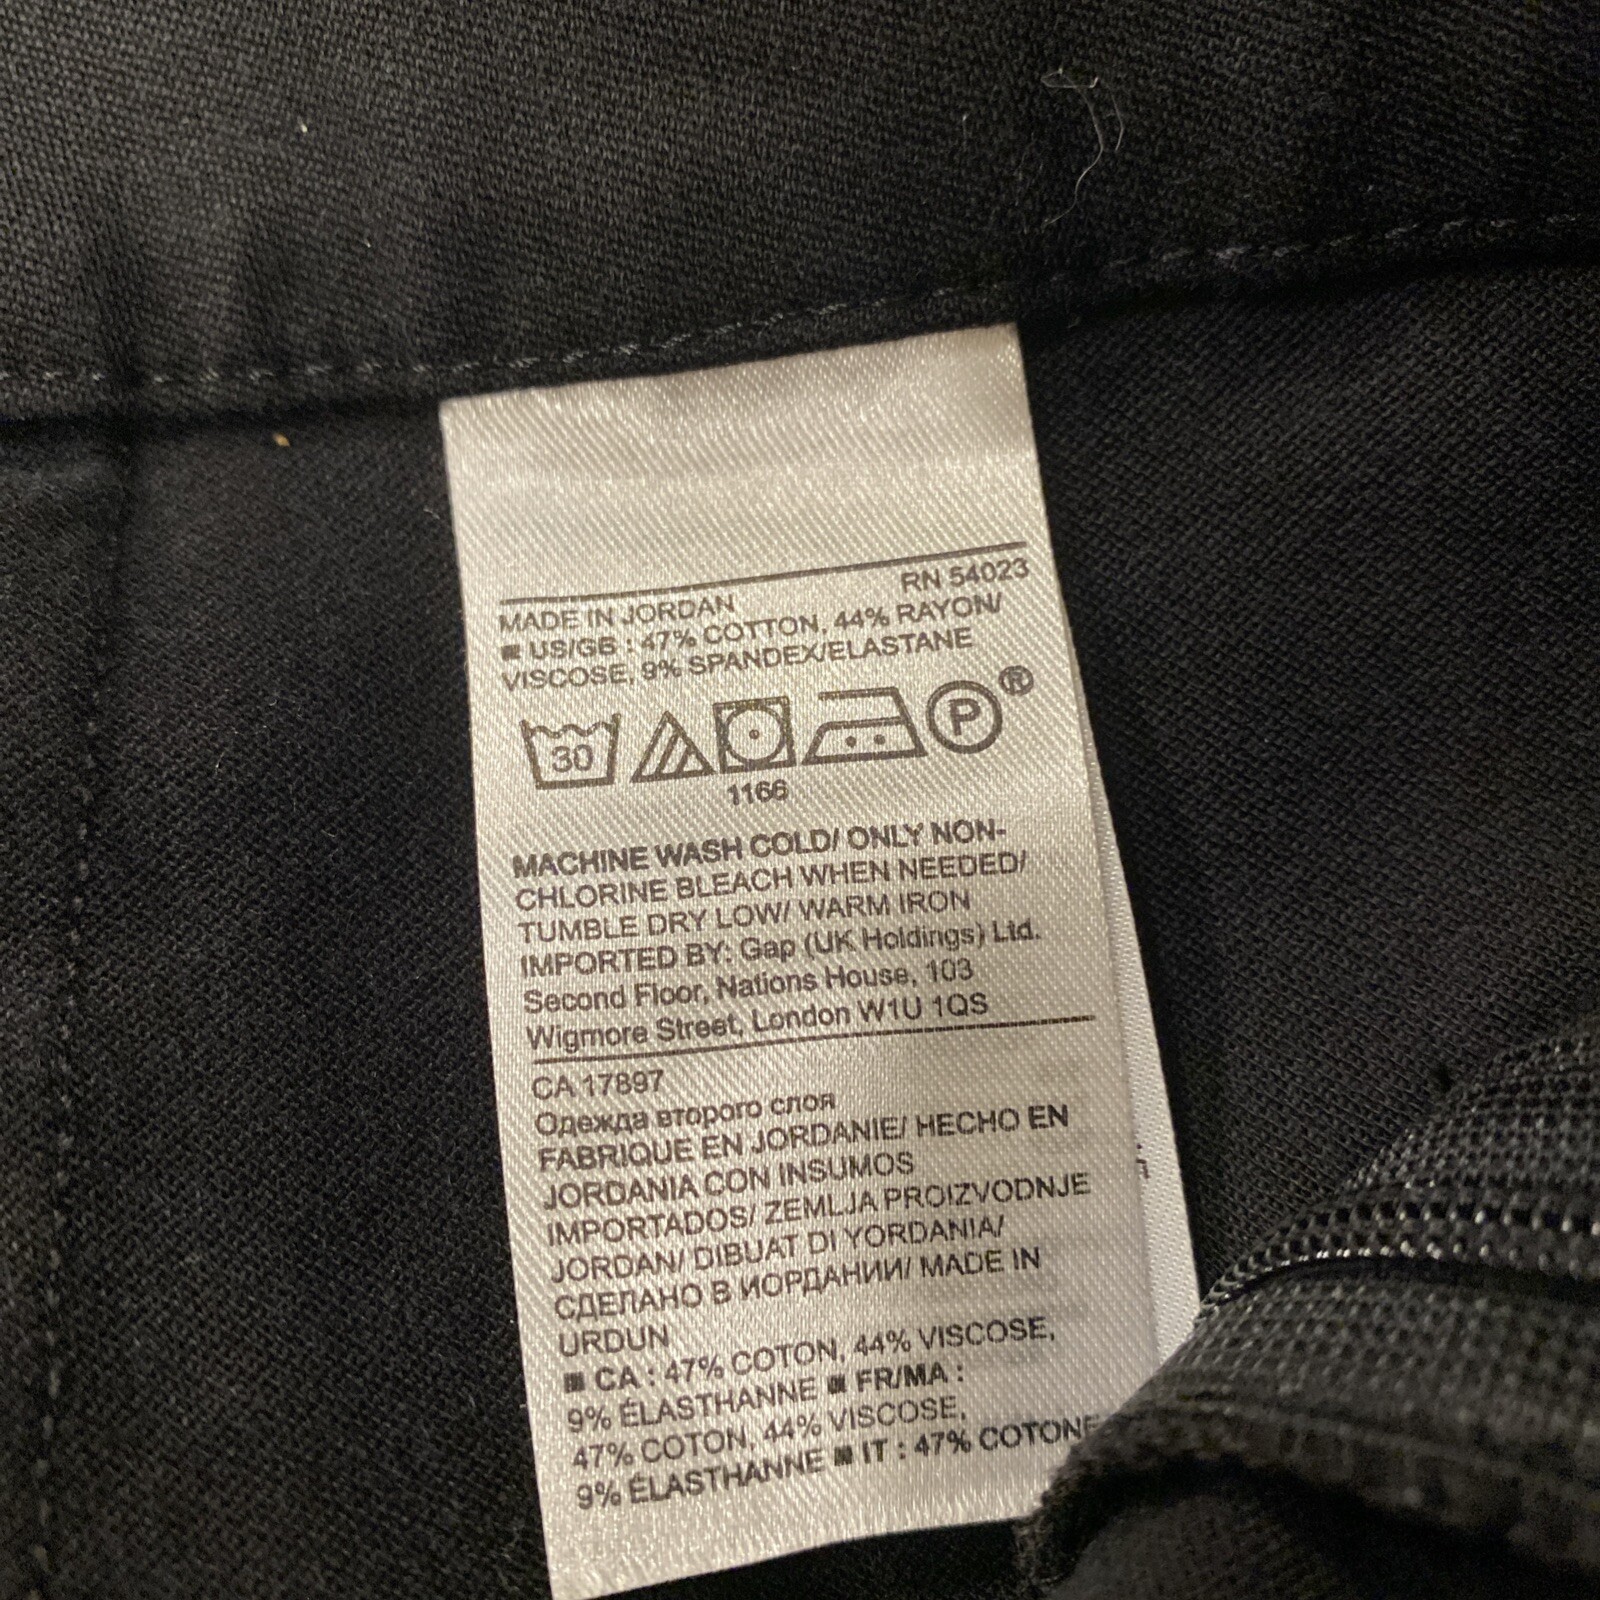 RN 54023
MADE IN JORDAN
■ US/GB : 47% COTTON, 44% RAYON/
VISCOSE, 9% SPANDEX/ELASTANE
30 P ®
1166
MACHINE WASH COLD/ ONLY NON-
CHLORINE BLEACH WHEN NEEDED/
TUMBLE DRY LOW/ WARM IRON
IMPORTED BY: Gap (UK Holdings) Ltd.
Second Floor, Nations House, 103
Wigmore Street, London W1U 1QS
CA 17897
Одежда второго слоя
FABRIQUE EN JORDANIE/ HECHO EN
JORDANIA CON INSUMOS
IMPORTADOS/ ZEMLJA PROIZVODNJE
JORDAN/ DIBUAT DI YORDANIA/
СДЕЛАНО В ИОРДАНИИ/ MADE IN
URDUN
■ CA : 47% COTON, 44% VISCOSE,
9% ÉLASTHANNE ■ FR/MA :
47% COTON, 44% VISCOSE,
9% ÉLASTHANNE ■ IT : 47% COTONE